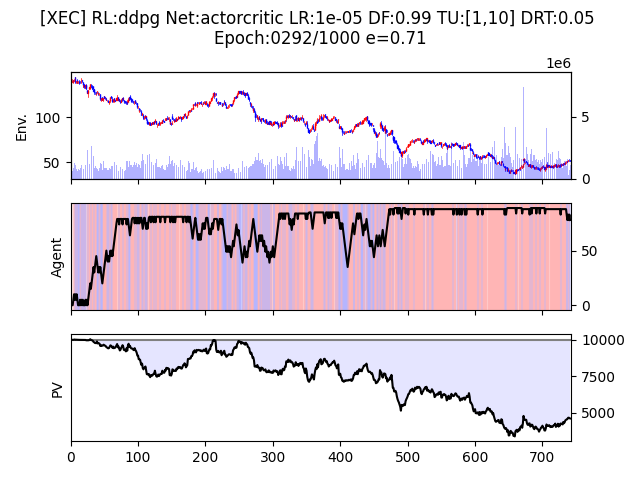 [XEC] RL:ddpg Net:actorcritic LR:1e-05 DF:0.99 TU:[1,10] DRT:0.05
Epoch:0292/1000 e=0.71
1e6
Env.
100
50
5
0
Agent
50
0
PV
10000
7500
5000
0 100 200 300 400 500 600 700